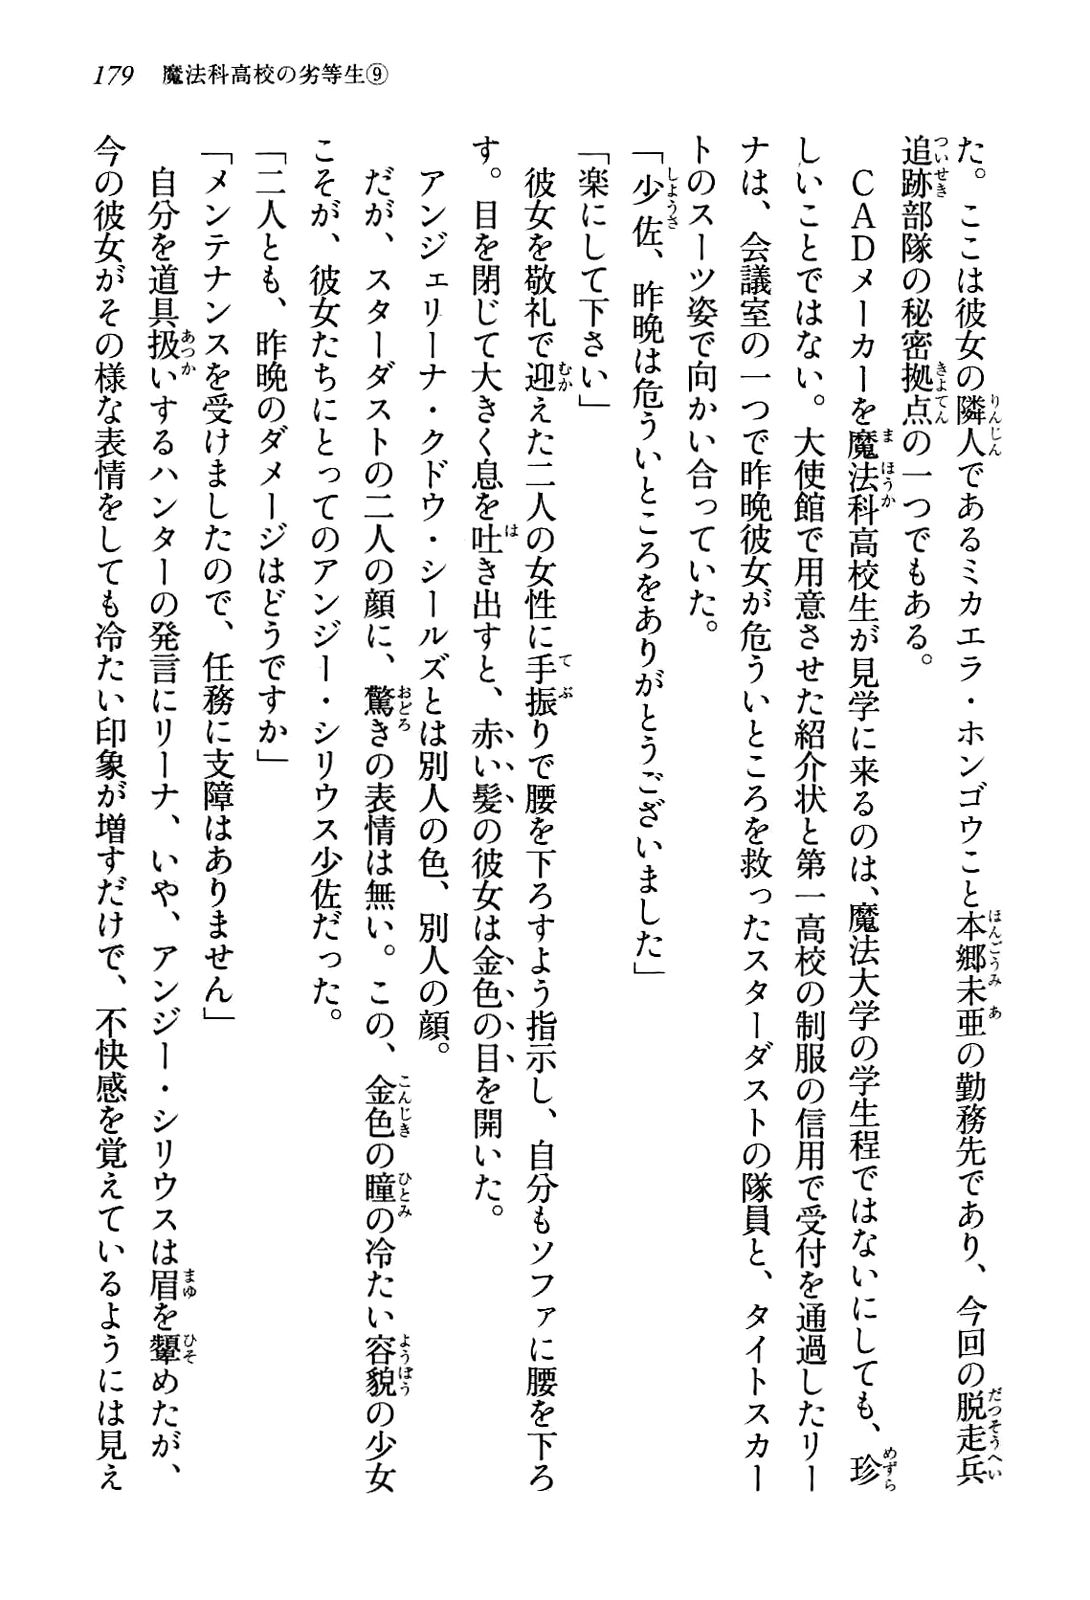 179 魔法科高校の劣等生⑨
た。ここは彼女の隣人であるミカエラ・ホンゴウこと本郷未亜の勤務先であり、今回の脱走兵
追跡部隊の秘密拠点の一つでもある。
ＣＡＤメーカーを魔法科高校生が見学に来るのは、魔法大学の学生程ではないにしても、珍
しいことではない。大使館で用意させた紹介状と第一高校の制服の信用で受付を通過したリー
ナは、会議室の一つで昨晩彼女が危ういところを救ったスターダストの隊員と、タイトスカー
トのスーツ姿で向かい合っていた。
「少佐、昨晩は危ういところをありがとうございました」
「楽にして下さい」
彼女を敬礼で迎えた二人の女性に手振りで腰を下ろすよう指示し、自分もソファに腰を下ろ
す。目を閉じて大きく息を吐き出すと、赤い髪の彼女は金色の目を開いた。
アンジェリーナ・クドウ・シールズとは別人の色、別人の顔。
だが、スターダストの二人の顔に、驚きの表情は無い。この、金色の瞳の冷たい容貌の少女
こそが、彼女たちにとってのアンジー・シリウス少佐だった。
「二人とも、昨晩のダメージはどうですか」
「メンテナンスを受けましたので、任務に支障はありません」
自分を道具扱いするハンターの発言にリーナ、いや、アンジー・シリウスは眉を顰めたが、
今の彼女がその様な表情をしても冷たい印象が増すだけで、不快感を覚えているようには見え